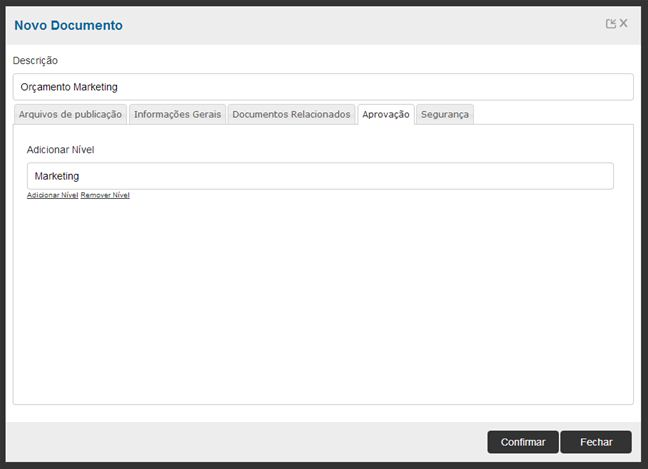 Novo Documento
Descrição
Orçamento Marketing
Arquivos de publicação Informações Gerais Documentos Relacionados Aprovação Segurança
Adicionar Nível
Marketing
Adicionar Nível Remover Nível
Confirmar Fechar